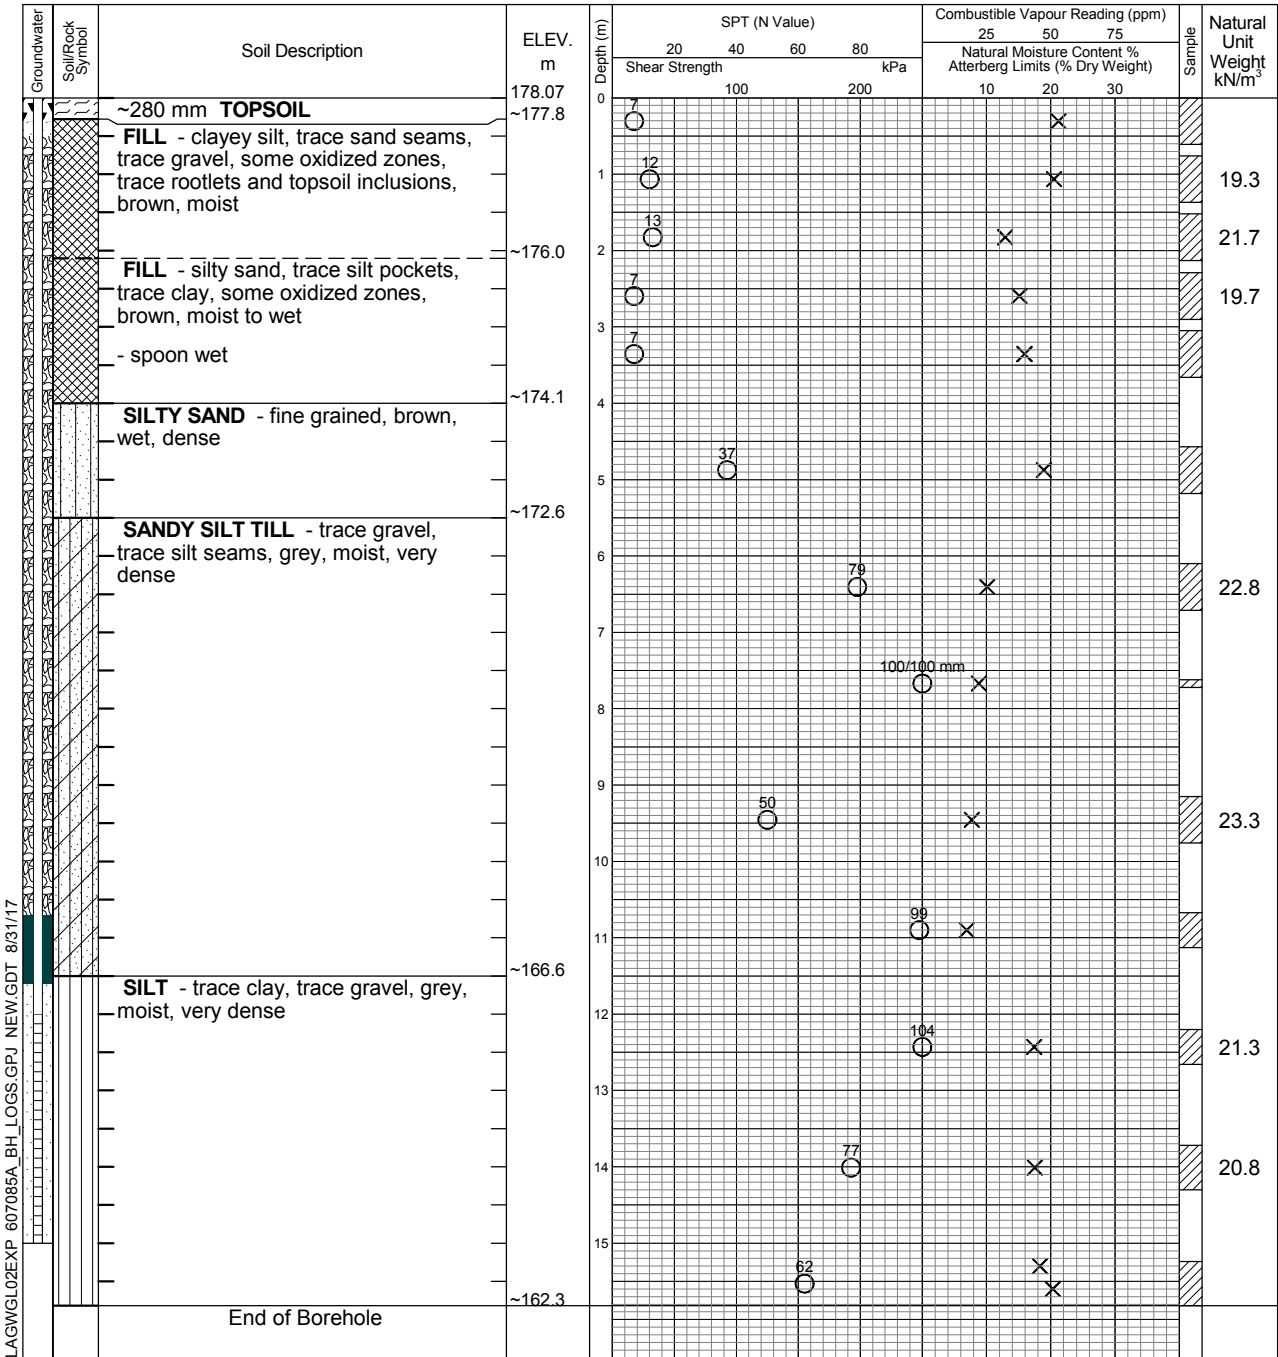 Groundwater
Soil/Rock
Symbol
Soil Description
ELEV.
m
178.07
Depth (m)
SPT (N Value)
20 40 60 80
Shear Strength kPa
100 200
Combustible Vapour Reading (ppm)
25 50 75
Natural Moisture Content %
Atterberg Limits (% Dry Weight)
10 20 30
Sample
Natural
Unit
Weight
kN/m³
0
~280 mm TOPSOIL
~177.8
7
FILL - clayey silt, trace sand seams,
trace gravel, some oxidized zones,
trace rootlets and topsoil inclusions,
brown, moist
12
1
19.3
13
21.7
~176.0
2
FILL - silty sand, trace silt pockets,
trace clay, some oxidized zones,
brown, moist to wet
7
19.7
3
- spoon wet
7
~174.1
4
SILTY SAND - fine grained, brown,
wet, dense
37
5
~172.6
SANDY SILT TILL - trace gravel,
trace silt seams, grey, moist, very
dense
6
79
22.8
7
100/100 mm
8
9
50
23.3
10
99
11
~166.6
SILT - trace clay, trace gravel, grey,
moist, very dense
12
104
21.3
13
77
14
20.8
15
62
~162.3
End of Borehole
LAGWGL02EXP 607085A_BH_LOGS.GPJ NEW.GDT 8/31/17